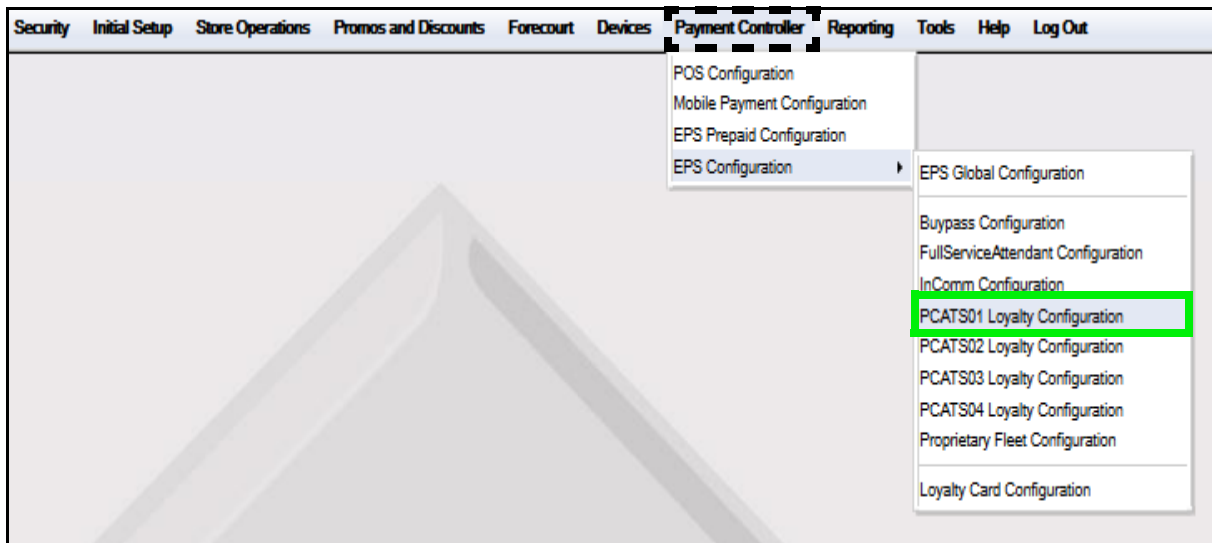 Security Initial Setup Store Operations Promos and Discounts Forecourt Devices Payment Controller Reporting Tools Help Log Out
POS Configuration
Mobile Payment Configuration
EPS Prepaid Configuration
EPS Configuration
EPS Global Configuration
Buypass Configuration
FullServiceAttendant Configuration
InComm Configuration
PCATS01 Loyalty Configuration
PCATS02 Loyalty Configuration
PCATS03 Loyalty Configuration
PCATS04 Loyalty Configuration
Proprietary Fleet Configuration
Loyalty Card Configuration